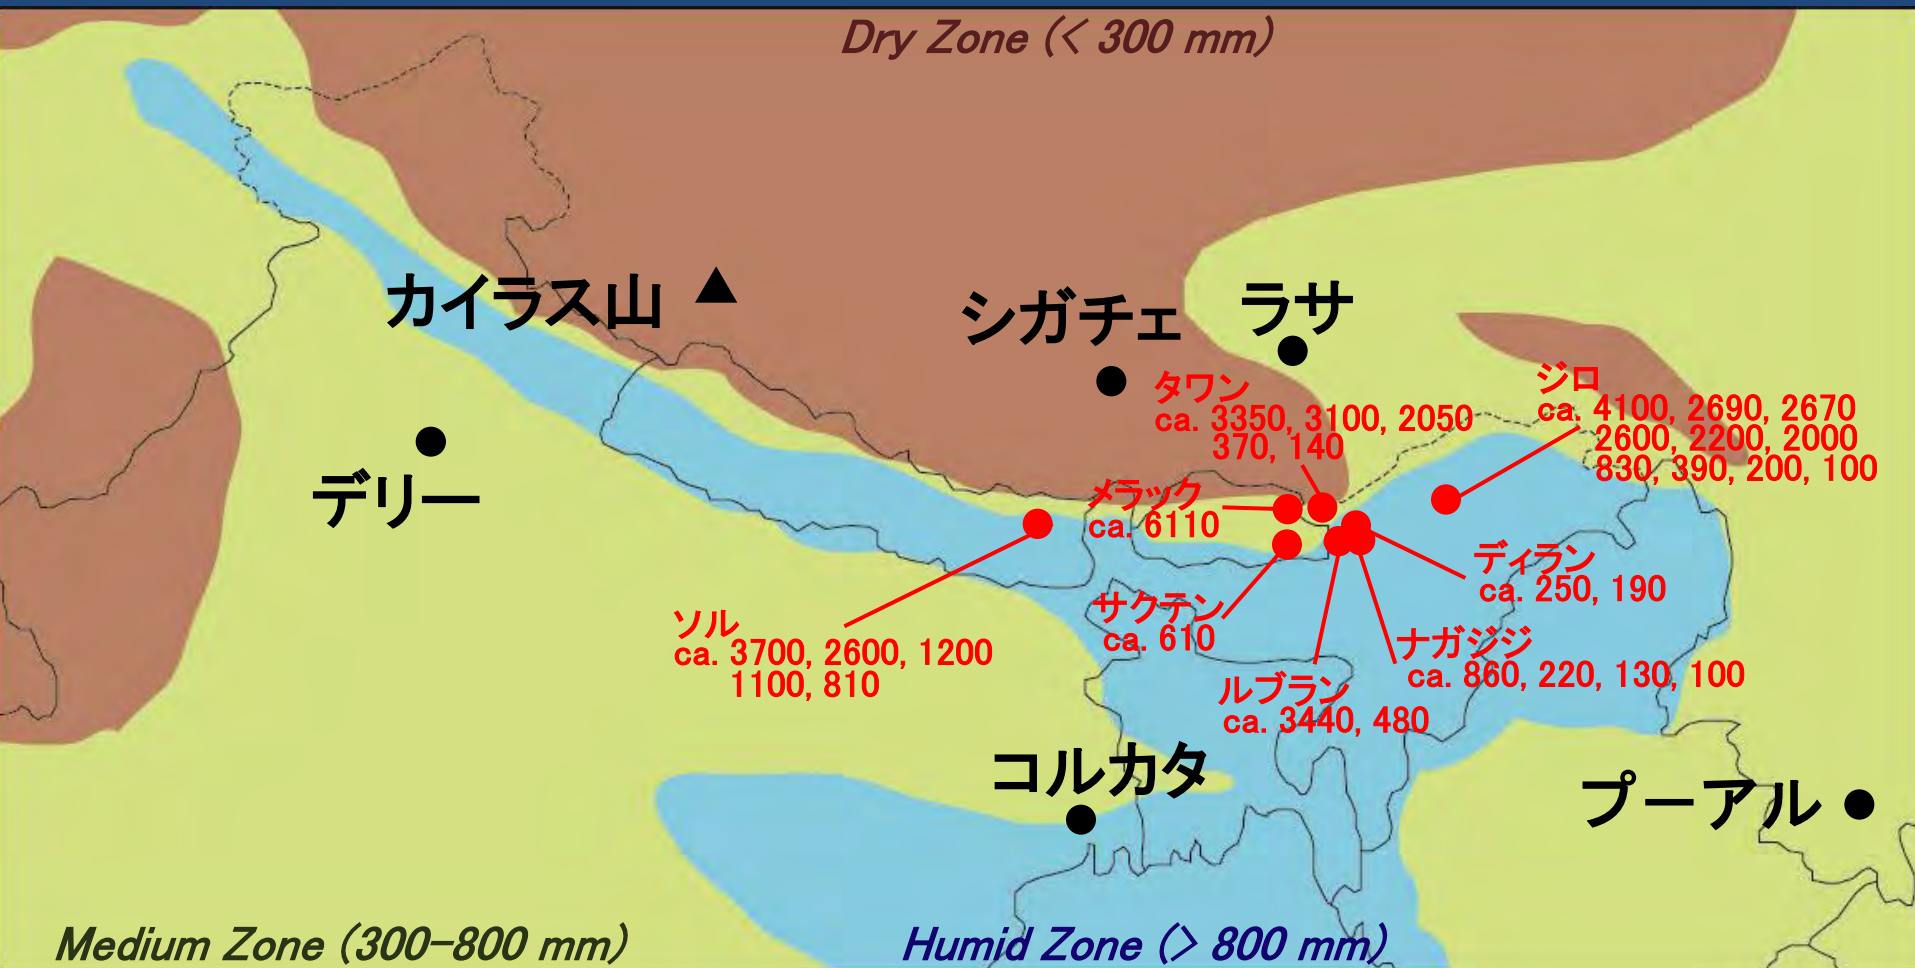 Dry Zone (< 300 mm)
カイラス山
シガチェ
ラサ
タワン
ca. 3350, 3100, 2050
370, 140
ジロ
ca. 4100, 2690, 2670
2600, 2200, 2000
830, 390, 200, 100
デリー
メラック
ca. 6110
ディラン
ca. 250, 190
サクテン
ca. 610
ソル
ca. 3700, 2600, 1200
1100, 810
ナガジジ
ca. 860, 220, 130, 100
ルブラン
ca. 3440, 480
コルカタ
プーアル
Medium Zone (300-800 mm)
Humid Zone (> 800 mm)